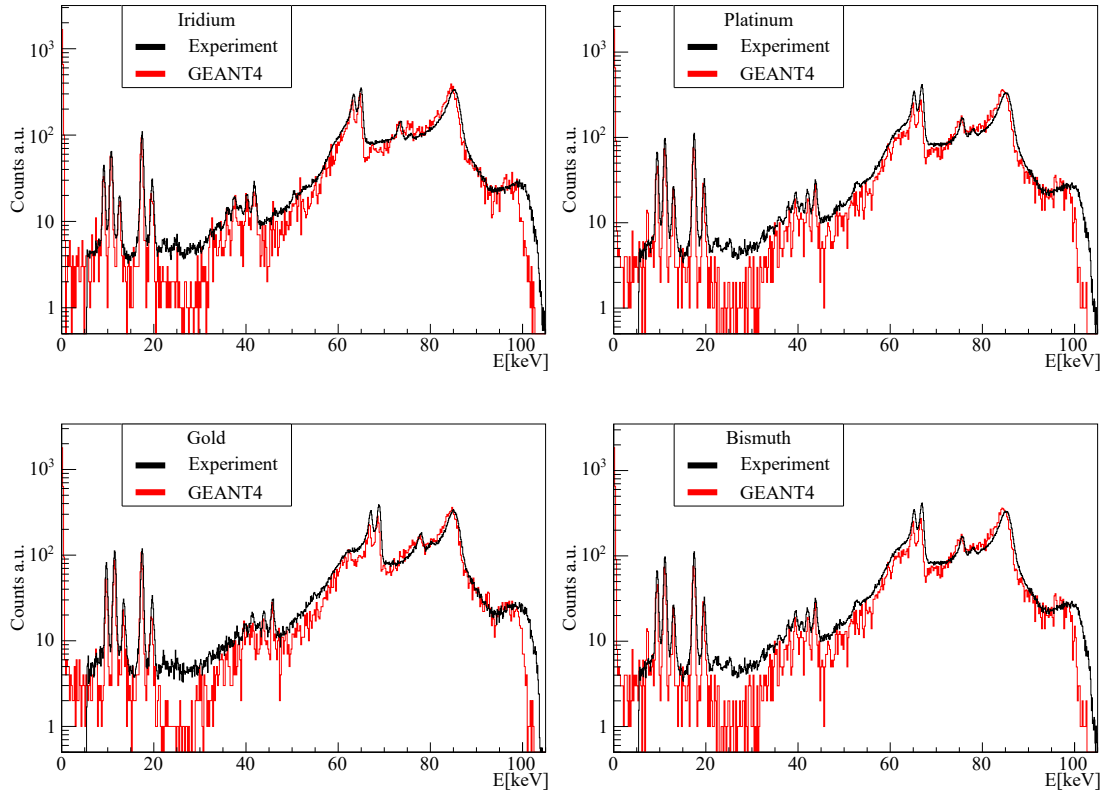 Iridium
Experiment
GEANT4
Counts a.u.
10³
10²
10
1
0 20 40 60 80 100
E[keV]
Platinum
Experiment
GEANT4
Counts a.u.
10³
10²
10
1
0 20 40 60 80 100
E[keV]
Gold
Experiment
GEANT4
Counts a.u.
10³
10²
10
1
0 20 40 60 80 100
E[keV]
Bismuth
Experiment
GEANT4
Counts a.u.
10³
10²
10
1
0 20 40 60 80 100
E[keV]